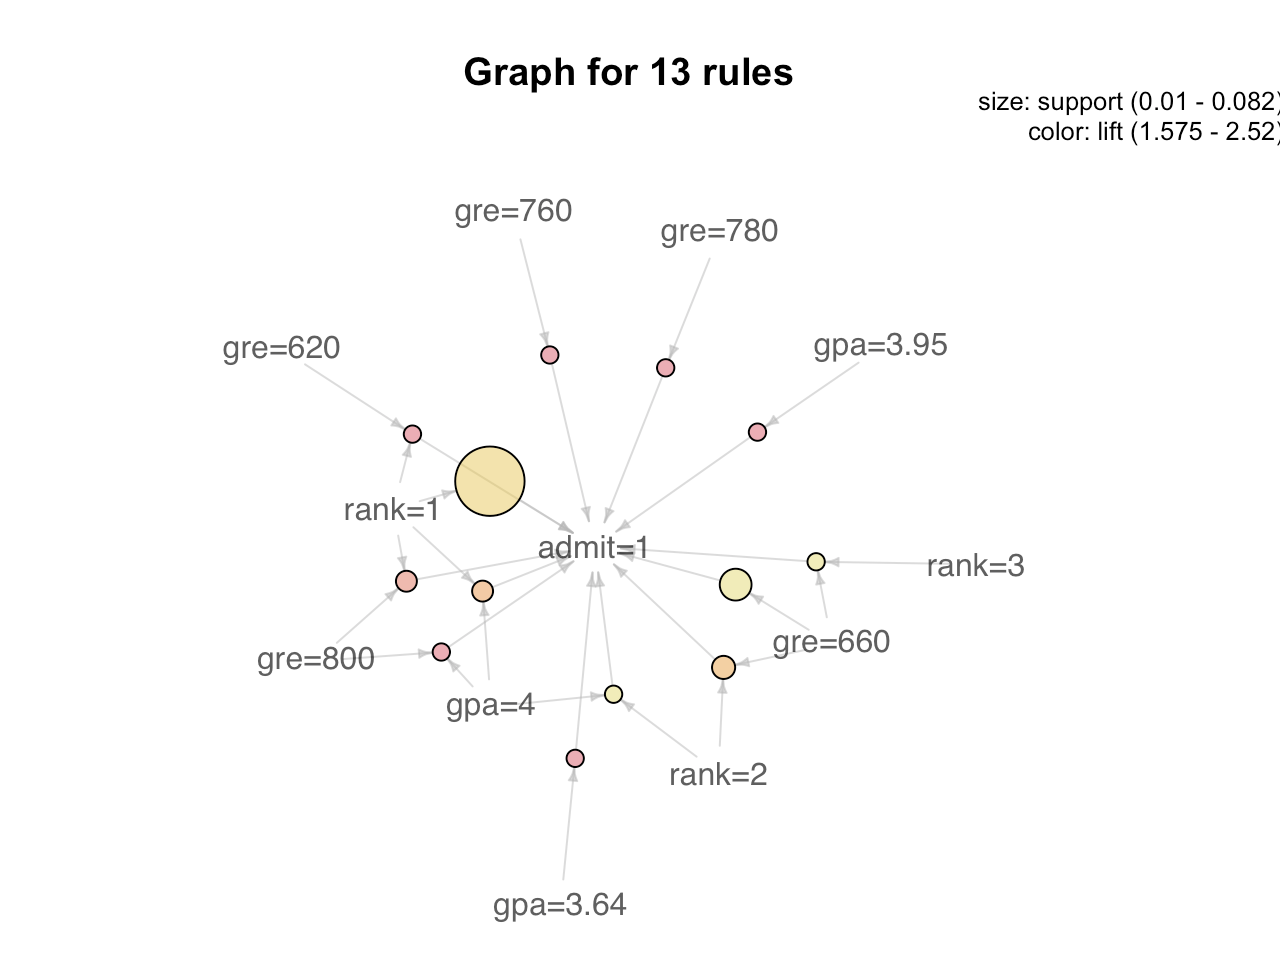 Graph for 13 rules
size: support (0.01 - 0.082)
color: lift (1.575 - 2.52)
gre=760
gre=780
gre=620
gpa=3.95
rank=1
admit=1
rank=3
gre=660
gre=800
gpa=4
rank=2
gpa=3.64